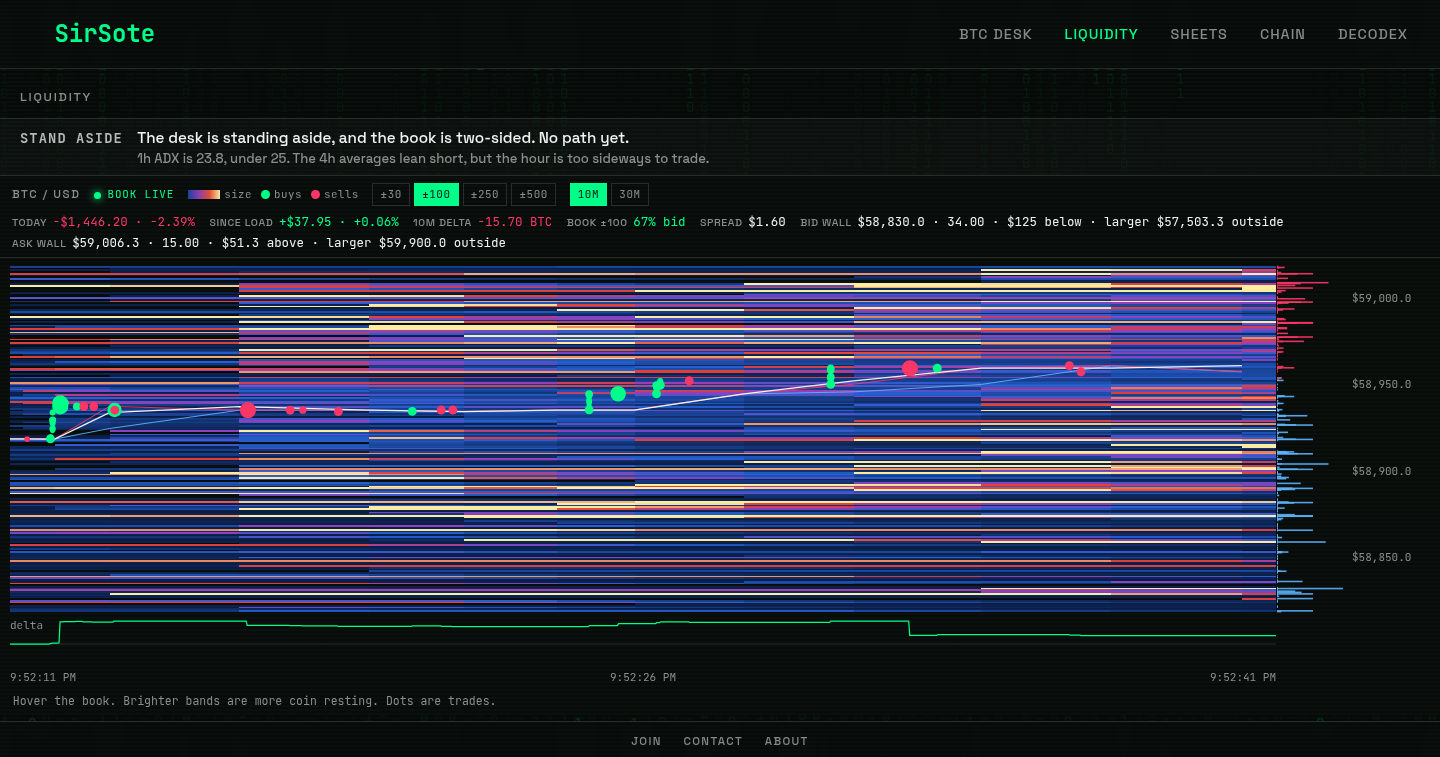 SirSote
BTC DESK LIQUIDITY SHEETS CHAIN DECODEX
LIQUIDITY
STAND ASIDE The desk is standing aside, and the book is two-sided. No path yet.
1h ADX is 23.8, under 25. The 4h averages lean short, but the hour is too sideways to trade.
BTC / USD BOOK LIVE size buys sells ±30 ±100 ±250 ±500 10M 30M
TODAY -$1,446.20 · -2.39% SINCE LOAD +$37.95 · +0.06% 10M DELTA -15.70 BTC BOOK ±100 67% bid SPREAD $1.60 BID WALL $58,830.0 · 34.00 · $125 below · larger $57,503.3 outside
ASK WALL $59,006.3 · 15.00 · $51.3 above · larger $59,900.0 outside
$59,000.0
$58,950.0
$58,900.0
$58,850.0
delta
9:52:11 PM 9:52:26 PM 9:52:41 PM
Hover the book. Brighter bands are more coin resting. Dots are trades.
JOIN CONTACT ABOUT